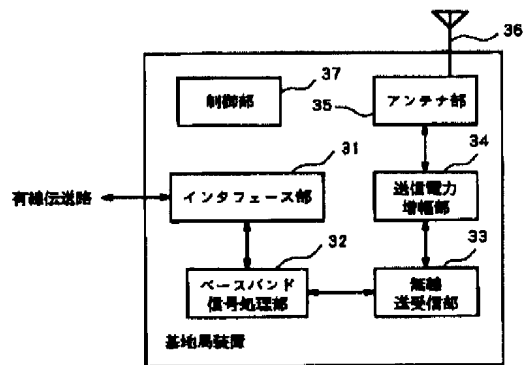 36
37
制御部
35
アンテナ部
34
31
有線伝送路
インタフェース部
送信電力
増幅部
32
33
ベースバンド
信号処理部
無線
送受信部
基地局装置